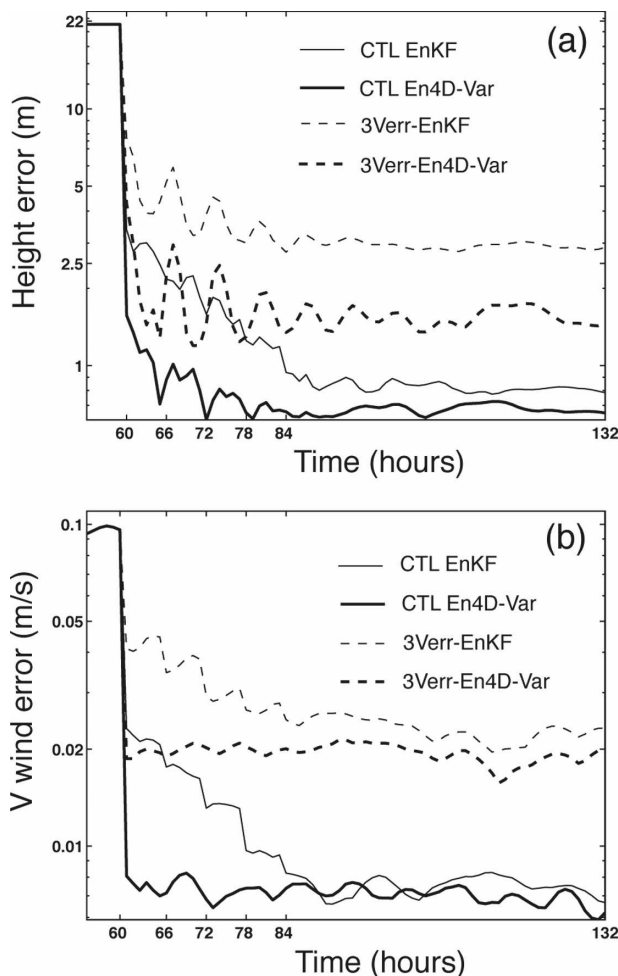 22
(a)
CTL EnKF
CTL En4D-Var
10
3Verr-EnKF
3Verr-En4D-Var
5
2.5
1
Height error (m)
60 66 72 78 84 132
Time (hours)
0.1
(b)
CTL EnKF
CTL En4D-Var
0.05
3Verr-EnKF
3Verr-En4D-Var
0.02
0.01
V wind error (m/s)
60 66 72 78 84 132
Time (hours)